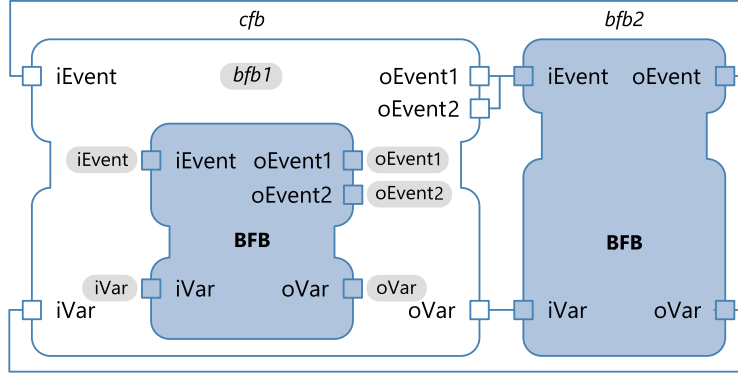 cfb
bfb2
iEvent
bfb1
oEvent1
iEvent
oEvent
oEvent2
iEvent
iEvent
oEvent1
oEvent1
oEvent2
oEvent2
BFB
BFB
iVar
iVar
oVar
oVar
iVar
oVar
iVar
oVar